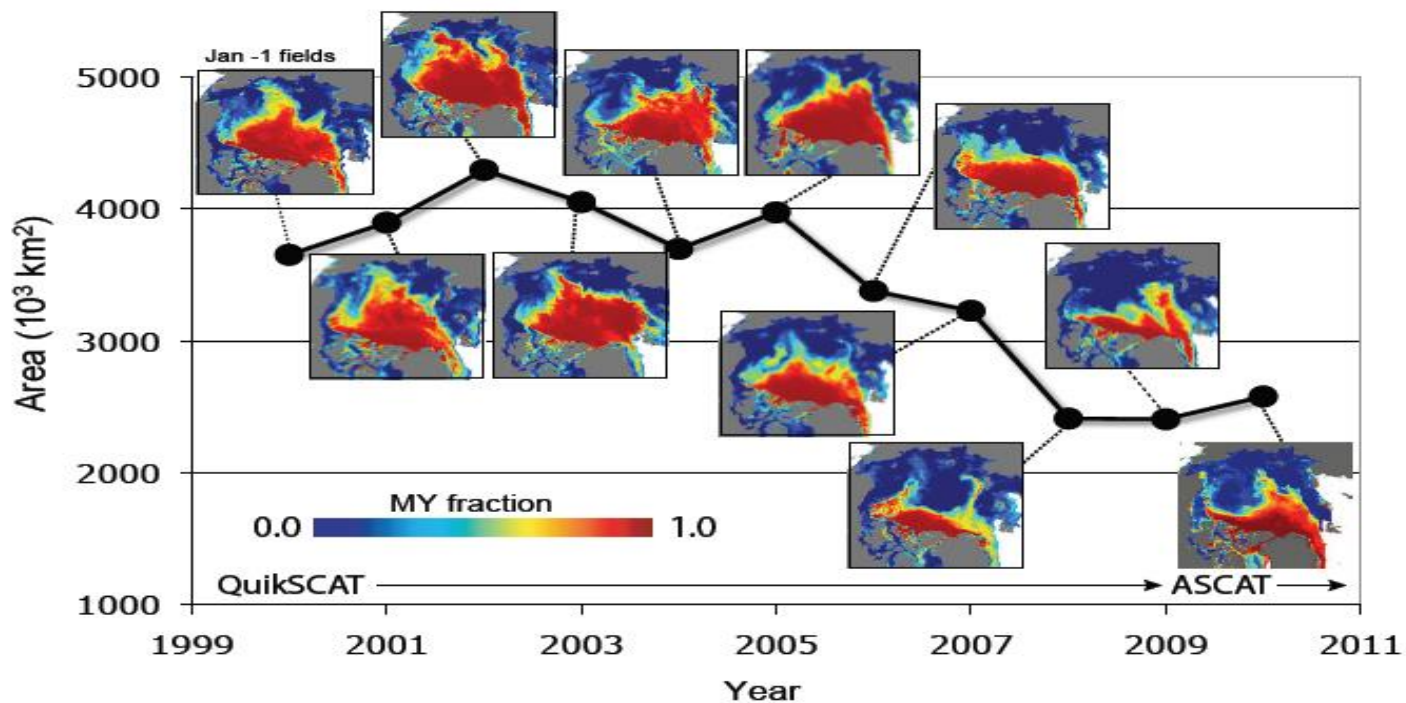 Jan -1 fields
5000
4000
3000
2000
1000
Area (10³ km²)
MY fraction
0.0 1.0
QuikSCAT ASCAT
1999 2001 2003 2005 2007 2009 2011
Year